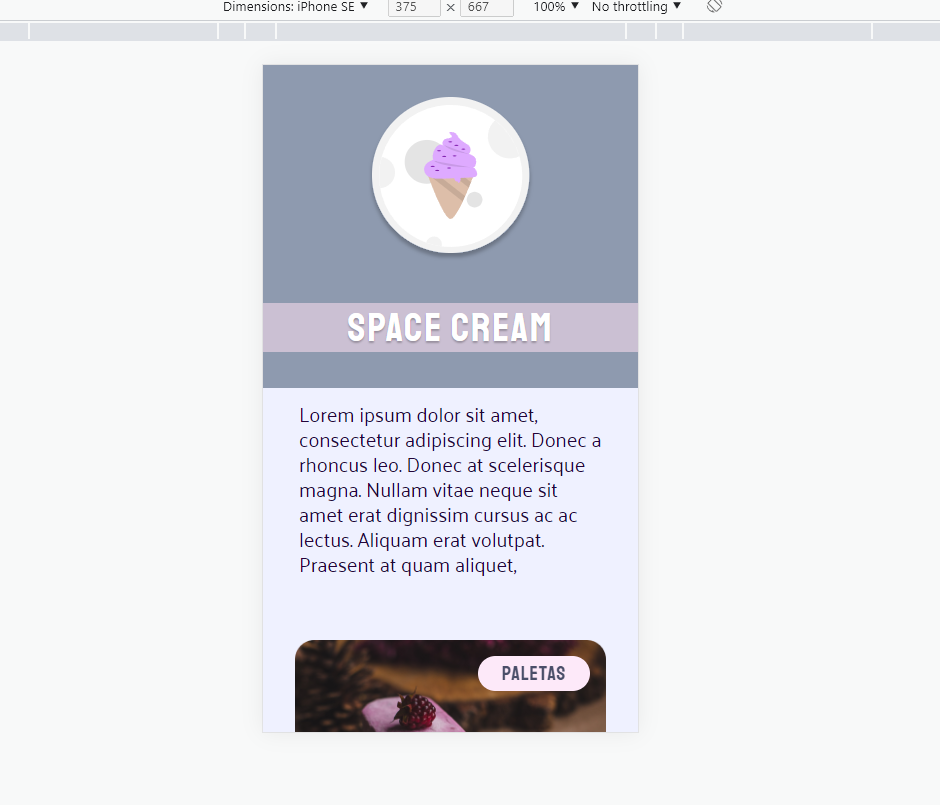 Dimensions: iPhone SE ▼ 375 × 667 100% ▼ No throttling ▼
SPACE CREAM
Lorem ipsum dolor sit amet,
consectetur adipiscing elit. Donec a
rhoncus leo. Donec at scelerisque
magna. Nullam vitae neque sit
amet erat dignissim cursus ac ac
lectus. Aliquam erat volutpat.
Praesent at quam aliquet,
PALETAS